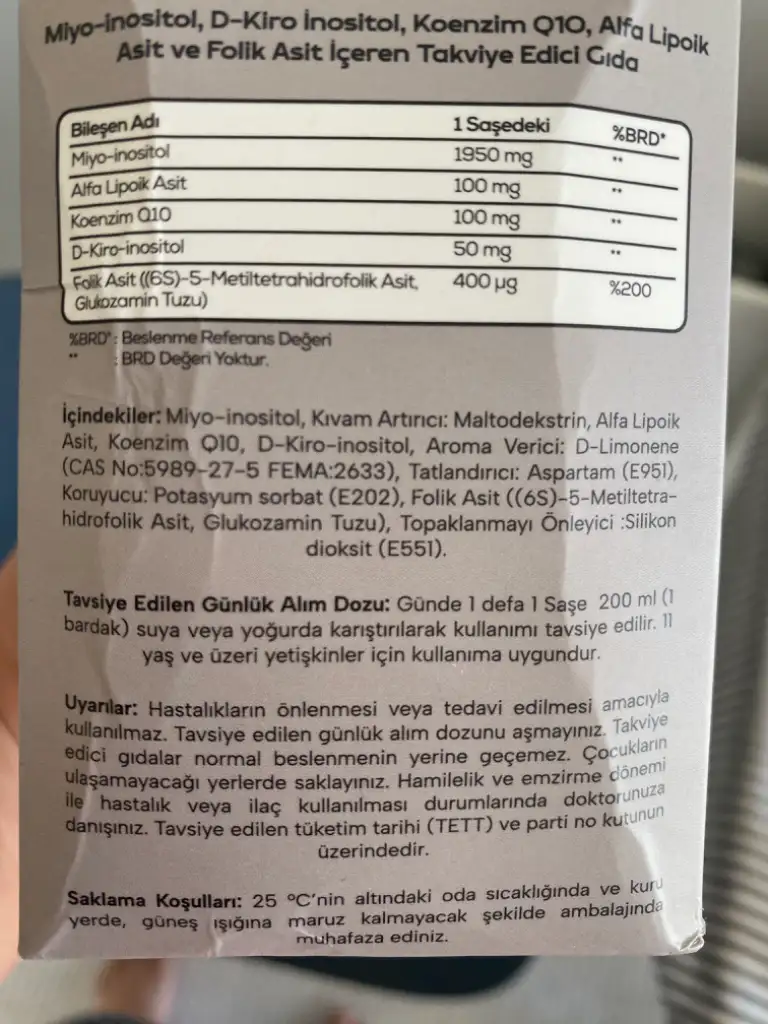 Miyo-inositol, D-Kiro İnositol, Koenzim Q10, Alfa Lipoik
Asit ve Folik Asit İçeren Takviye Edici Gıda
Bileşen Adı 1 Saşedeki %BRD*
Miyo-inositol 1950 mg **
Alfa Lipoik Asit 100 mg **
Koenzim Q10 100 mg **
D-Kiro-inositol 50 mg **
Folik Asit ((6S)-5-Metiltetrahidrofolik Asit, 400 µg %200
Glukozamin Tuzu)
%BRD* : Beslenme Referans Değeri
** : BRD Değeri Yoktur.
İçindekiler: Miyo-inositol, Kıvam Artırıcı: Maltodekstrin, Alfa Lipoik
Asit, Koenzim Q10, D-Kiro-inositol, Aroma Verici: D-Limonene
(CAS No:5989-27-5 FEMA:2633), Tatlandırıcı: Aspartam (E951),
Koruyucu: Potasyum sorbat (E202), Folik Asit ((6S)-5-Metiltetra-
hidrofolik Asit, Glukozamin Tuzu), Topaklanmayı Önleyici :Silikon
dioksit (E551).
Tavsiye Edilen Günlük Alım Dozu: Günde 1 defa 1 Saşe 200 ml (1
bardak) suya veya yoğurda karıştırılarak kullanımı tavsiye edilir. 11
yaş ve üzeri yetişkinler için kullanıma uygundur.
Uyarılar: Hastalıkların önlenmesi veya tedavi edilmesi amacıyla
kullanılmaz. Tavsiye edilen günlük alım dozunu aşmayınız. Takviye
edici gıdalar normal beslenmenin yerine geçemez. Çocukların
ulaşamayacağı yerlerde saklayınız. Hamilelik ve emzirme dönemi
ile hastalık veya ilaç kullanılması durumlarında doktorunuza
danışınız. Tavsiye edilen tüketim tarihi (TETT) ve parti no kutunun
üzerindedir.
Saklama Koşulları: 25 °C'nin altındaki oda sıcaklığında ve kuru
yerde, güneş ışığına maruz kalmayacak şekilde ambalajında
muhafaza ediniz.